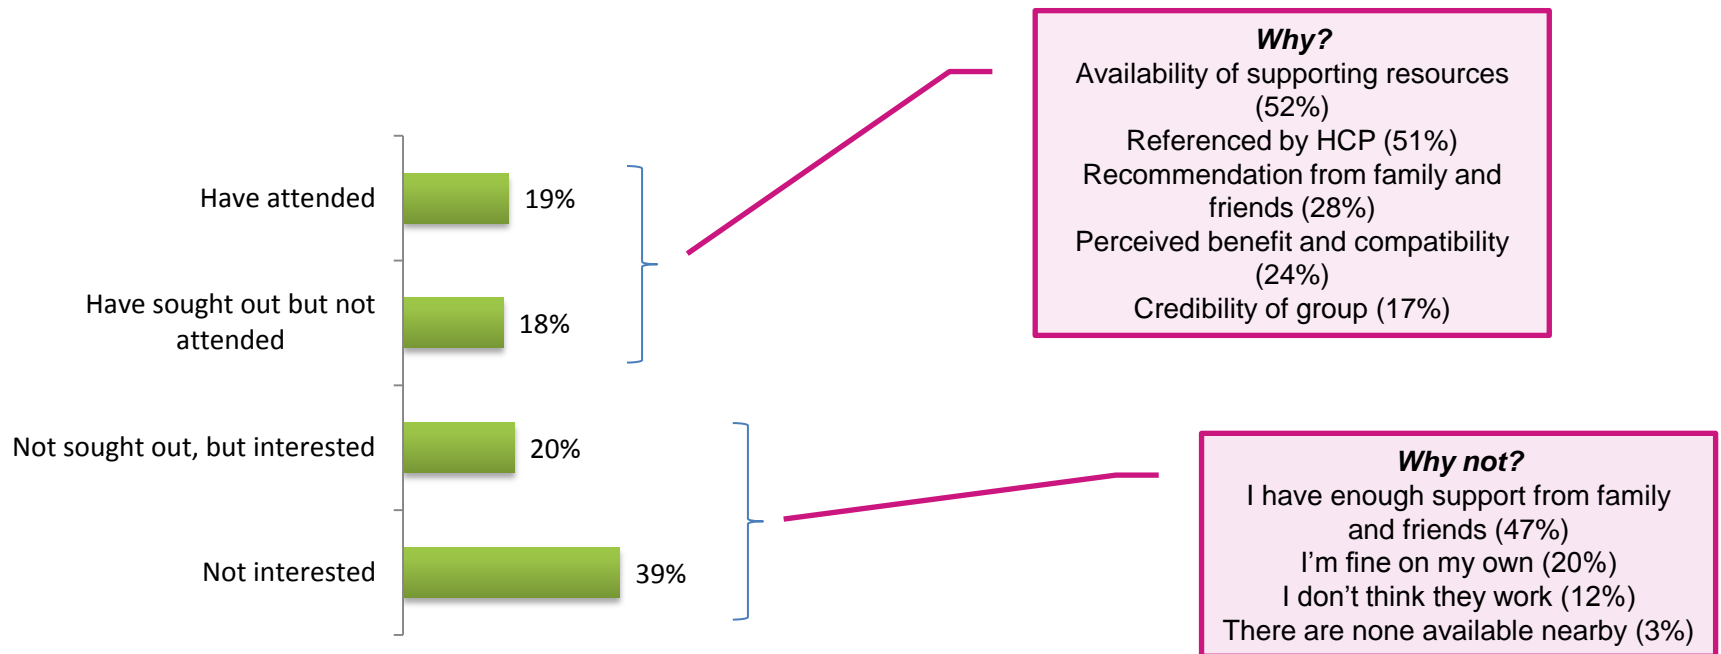 Have attended
19%
Have sought out but not
attended
18%
Not sought out, but interested
20%
Not interested
39%
Why?
Availability of supporting resources
(52%)
Referenced by HCP (51%)
Recommendation from family and
friends (28%)
Perceived benefit and compatibility
(24%)
Credibility of group (17%)
Why not?
I have enough support from family
and friends (47%)
I’m fine on my own (20%)
I don’t think they work (12%)
There are none available nearby (3%)